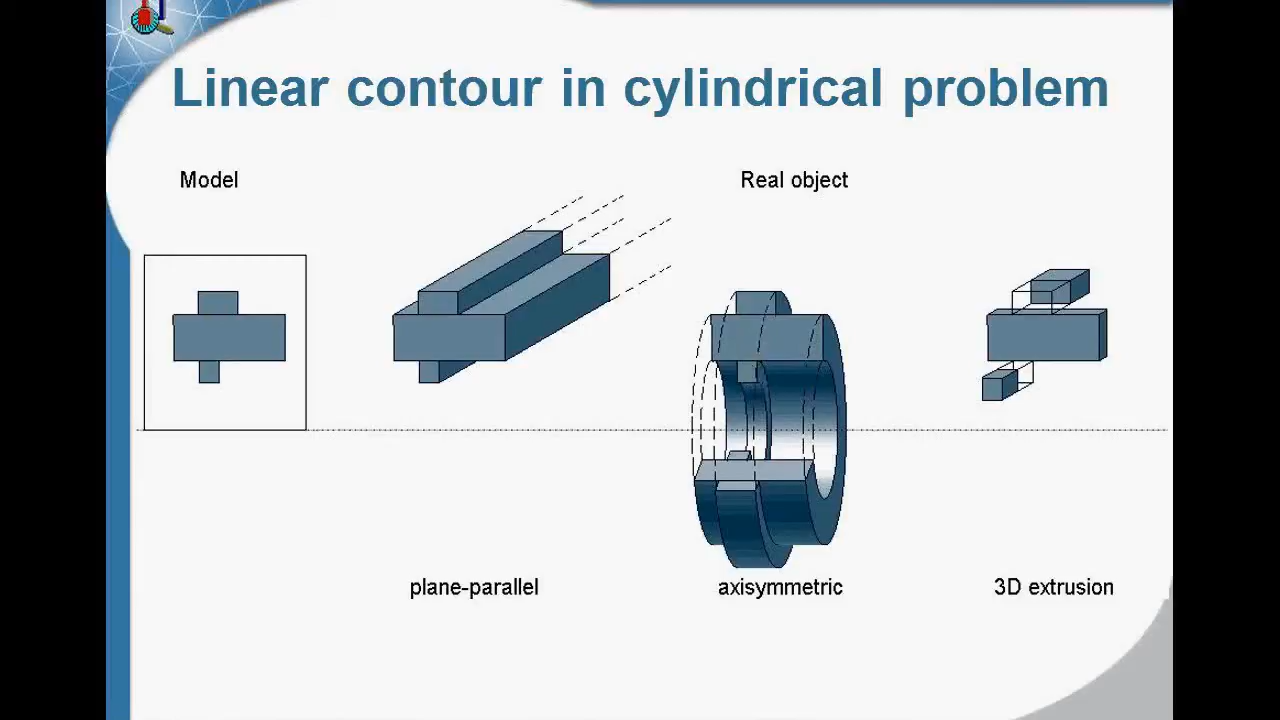 Linear contour in cylindrical problem
Model
Real object
plane-parallel
axisymmetric
3D extrusion